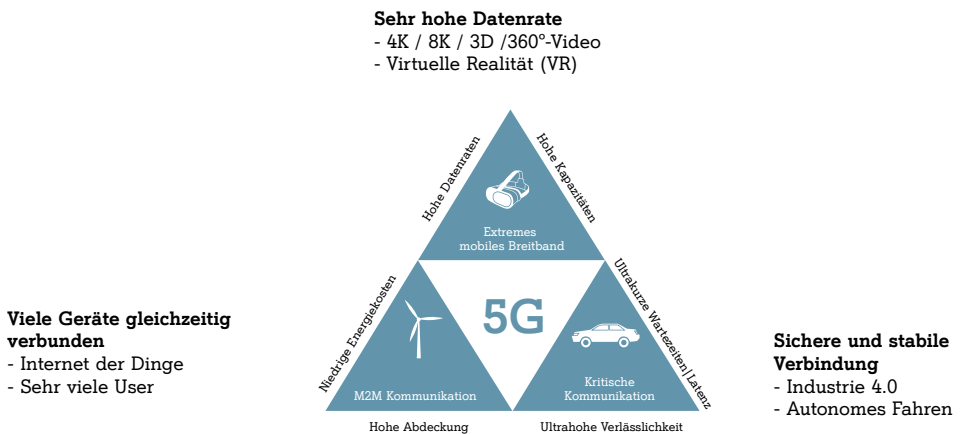 Sehr hohe Datenrate
- 4K / 8K / 3D /360°-Video
- Virtuelle Realität (VR)
Hohe Datenraten
Hohe Kapazitäten
Extremes
mobiles Breitband
Niedrige Energiekosten
5G
Ultrakurze Wartezeiten|Latenz
Viele Geräte gleichzeitig
verbunden
- Internet der Dinge
- Sehr viele User
M2M Kommunikation
Kritische
Kommunikation
Sichere und stabile
Verbindung
- Industrie 4.0
- Autonomes Fahren
Hohe Abdeckung
Ultrahohe Verlässlichkeit